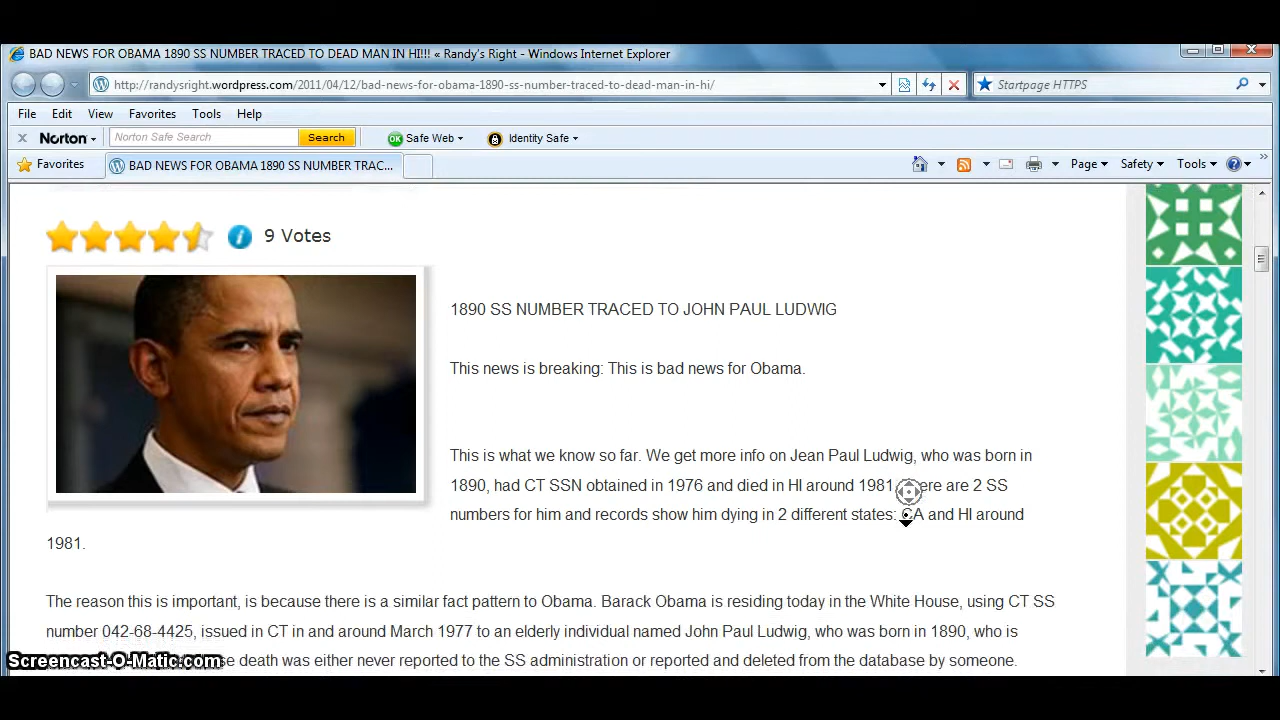 BAD NEWS FOR OBAMA 1890 SS NUMBER TRACED TO DEAD MAN IN HI!!! « Randy's Right - Windows Internet Explorer
http://randysright.wordpress.com/2011/04/12/bad-news-for-obama-1890-ss-number-traced-to-dead-man-in-hi/
Startpage HTTPS
File Edit View Favorites Tools Help
Norton Norton Safe Search Search OK Safe Web Identity Safe
Favorites BAD NEWS FOR OBAMA 1890 SS NUMBER TRAC... Page Safety Tools
9 Votes
1890 SS NUMBER TRACED TO JOHN PAUL LUDWIG
This news is breaking: This is bad news for Obama.
This is what we know so far. We get more info on Jean Paul Ludwig, who was born in
1890, had CT SSN obtained in 1976 and died in HI around 1981. ere are 2 SS
numbers for him and records show him dying in 2 different states: CA and HI around
1981.
The reason this is important, is because there is a similar fact pattern to Obama. Barack Obama is residing today in the White House, using CT SS
number 042-68-4425, issued in CT in and around March 1977 to an elderly individual named John Paul Ludwig, who was born in 1890, who is
Screencast-O-Matic.com se death was either never reported to the SS administration or reported and deleted from the database by someone.